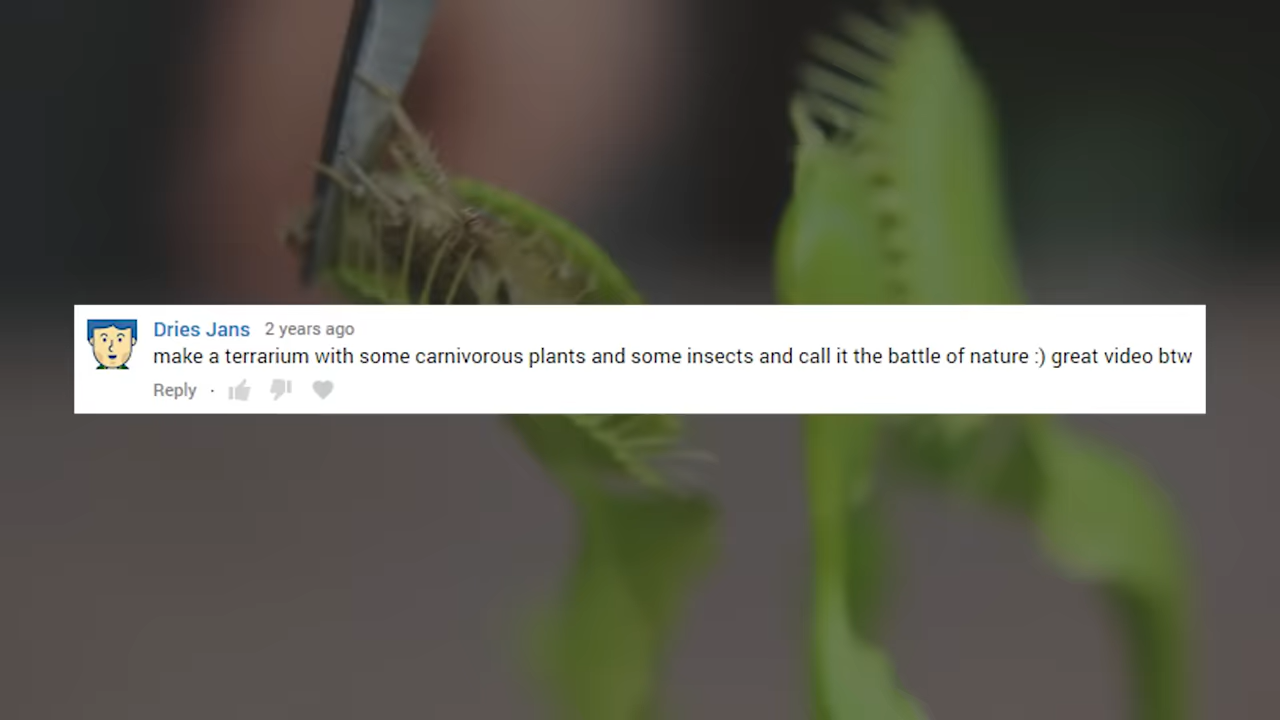 Dries Jans 2 years ago
make a terrarium with some carnivorous plants and some insects and call it the battle of nature :) great video btw
Reply ·